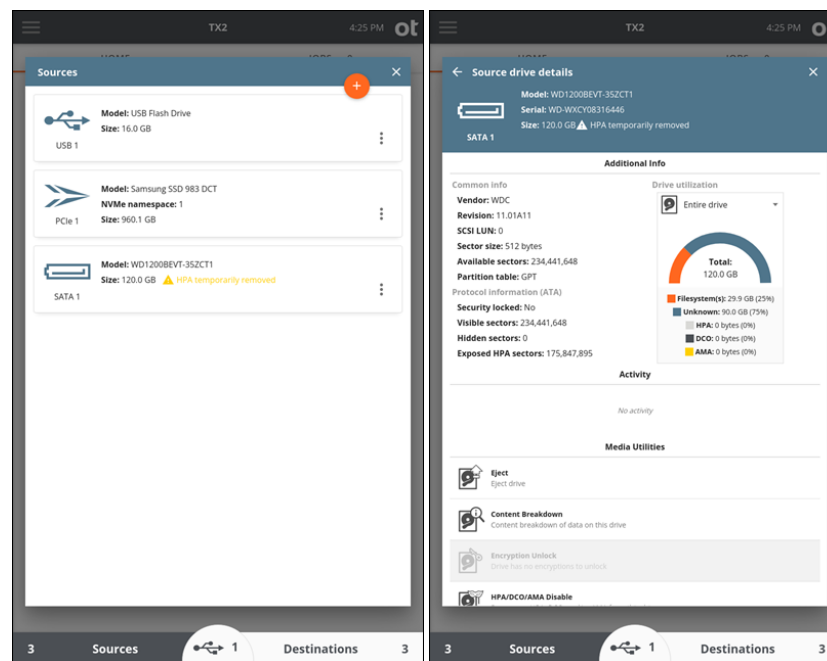 TX2
4:25 PM
ot
Sources
Model: USB Flash Drive
Size: 16.0 GB
USB 1
Model: Samsung SSD 983 DCT
NVMe namespace: 1
Size: 960.1 GB
PCIe 1
Model: WD1200BEVT-35ZCT1
Size: 120.0 GB HPA temporarily removed
SATA 1
3 Sources 1 Destinations 3
TX2
4:25 PM
Source drive details
Model: WD1200BEVT-35ZCT1
Serial: WD-WXCY08316446
Size: 120.0 GB HPA temporarily removed
SATA 1
Additional Info
Common info
Vendor: WDC
Revision: 11.01A11
SCSI LUN: 0
Sector size: 512 bytes
Available sectors: 234,441,648
Partition table: GPT
Protocol information (ATA)
Security locked: No
Visible sectors: 234,441,648
Hidden sectors: 0
Exposed HPA sectors: 175,847,895
Drive utilization
Entire drive
Total:
120.0 GB
Filesystem(s): 29.9 GB (25%)
Unknown: 90.0 GB (75%)
HPA: 0 bytes (0%)
DCO: 0 bytes (0%)
AMA: 0 bytes (0%)
Activity
No activity
Media Utilities
Eject
Eject drive
Content Breakdown
Content breakdown of data on this drive
Encryption Unlock
Drive has no encryptions to unlock
HPA/DCO/AMA Disable
3 Sources 1 Destinations 3